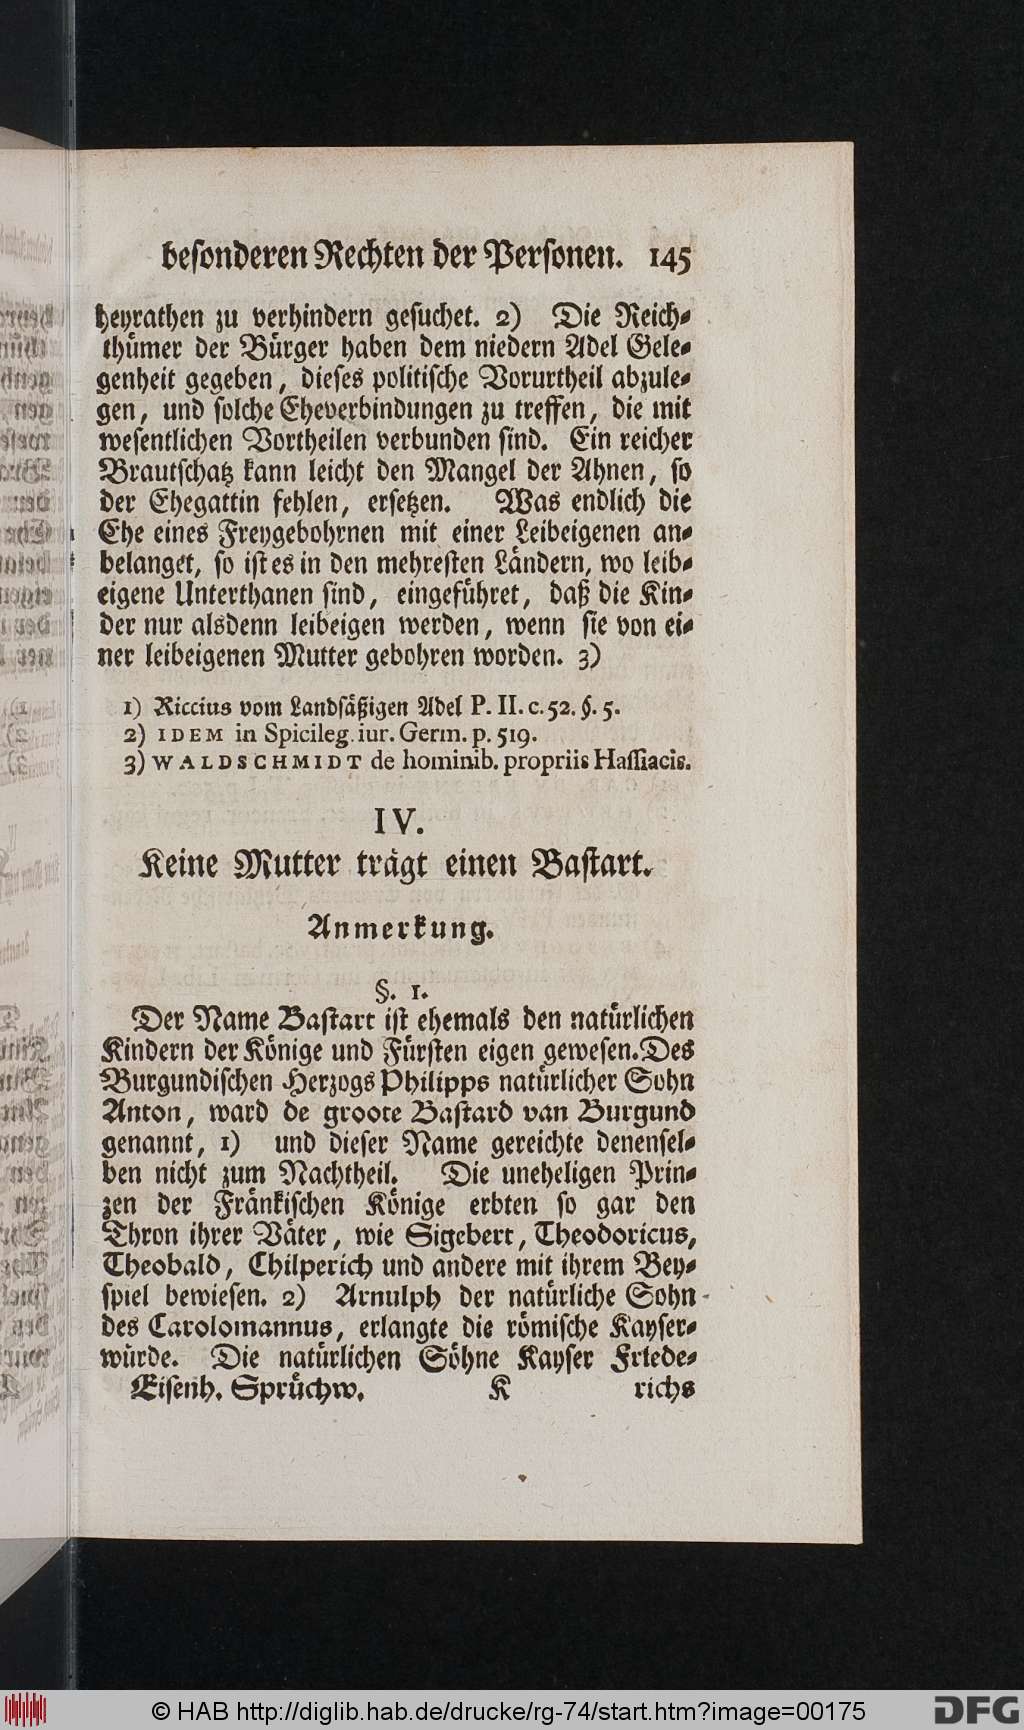 besonderen Rechten der Personen. 145
heyrathen zu verhindern gesuchet. 2) Die Reich-
thümer der Bürger haben dem niedern Adel Gele-
genheit gegeben, dieses politische Vorurtheil abzule-
gen, und solche Eheverbindungen zu treffen, die mit
wesentlichen Vortheilen verbunden sind. Ein reicher
Brautschatz kann leicht den Mangel der Ahnen, so
der Ehegattin fehlen, ersetzen. Was endlich die
Ehe eines Freygebohrnen mit einer Leibeigenen an-
belanget, so ist es in den mehresten Ländern, wo leib-
eigene Unterthanen sind, eingeführet, daß die Kin-
der nur alsdenn leibeigen werden, wenn sie von ei-
ner leibeigenen Mutter gebohren worden. 3)
1) Riccius vom Landsäßigen Adel P. II. c. 52. §. 5.
2) IDEM in Spicileg. iur. Germ. p. 519.
3) WALDSCHMIDT de hominib. propriis Hassiacis.
IV.
Keine Mutter trägt einen Bastart.
Anmerkung.
§. 1.
Der Name Bastart ist ehemals den natürlichen
Kindern der Könige und Fürsten eigen gewesen. Des
Burgundischen Herzogs Philipps natürlicher Sohn
Anton, ward de groote Bastard van Burgund
genannt, 1) und dieser Name gereichte denensel-
ben nicht zum Nachtheil. Die uneheligen Prin-
zen der Fränkischen Könige erbten so gar den
Thron ihrer Väter, wie Sigebert, Theodoricus,
Theobald, Chilperich und andere mit ihrem Bey-
spiel bewiesen. 2) Arnulph der natürliche Sohn
des Carolomannus, erlangte die römische Kayser-
würde. Die natürlichen Söhne Kayser Friede-
Eisenh. Sprüchw. K richs
© HAB http://diglib.hab.de/drucke/rg-74/start.htm?image=00175
DFG